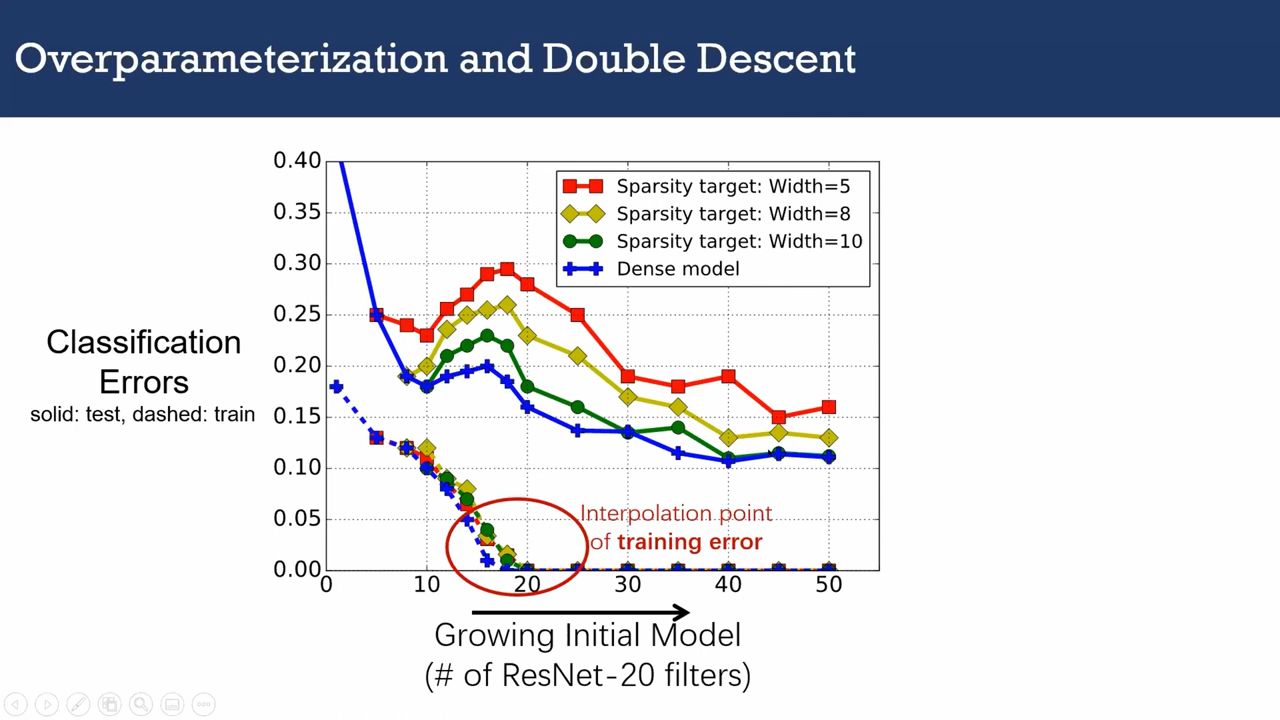 Overparameterization and Double Descent
0.40
0.35
0.30
0.25
0.20
0.15
0.10
0.05
0.00
Sparsity target: Width=5
Sparsity target: Width=8
Sparsity target: Width=10
Dense model
Classification
Errors
solid: test, dashed: train
Interpolation point
of training error
0 10 20 30 40 50
Growing Initial Model
(# of ResNet-20 filters)